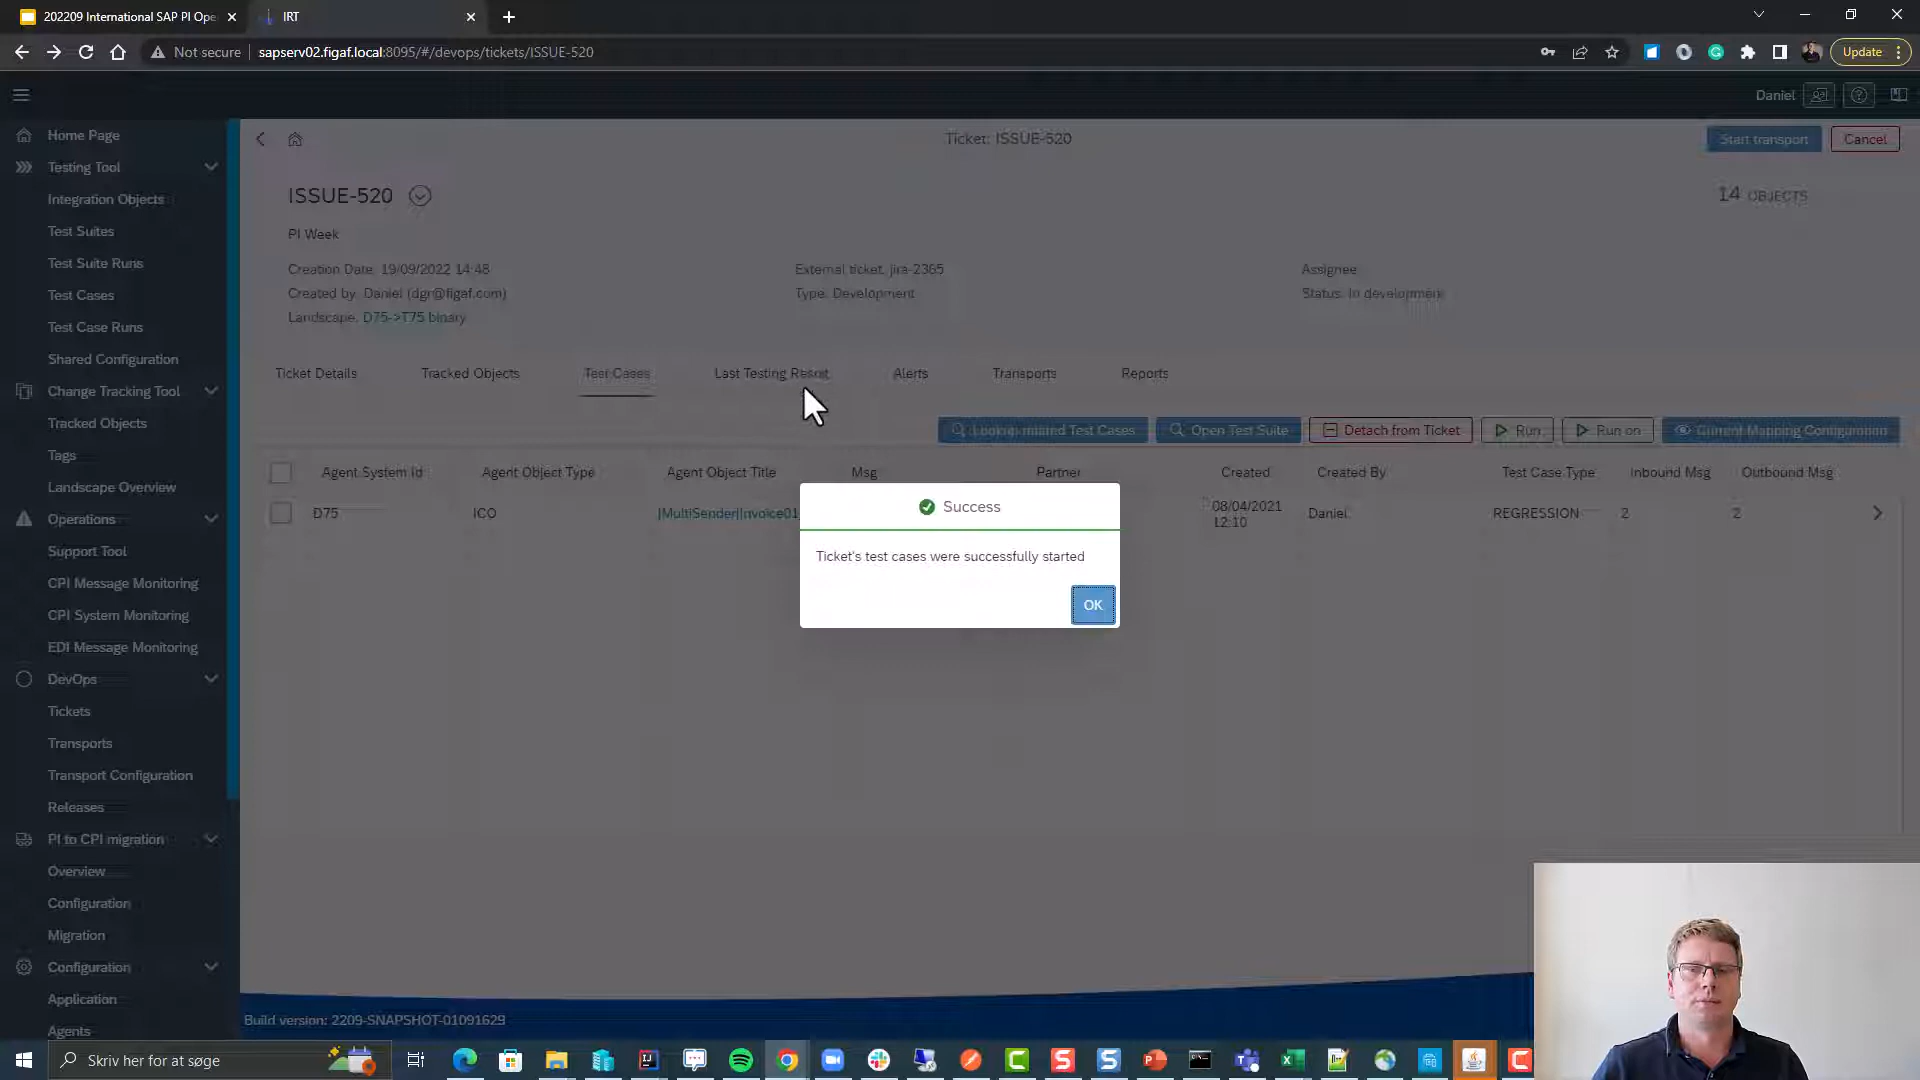 202209 International SAP PI Ope
IRT
Not secure
sapserv02.figaf.local:8095/#/devops/tickets/ISSUE-520
Update
Daniel
Home Page
Testing Tool
Integration Objects
Test Suites
Test Suite Runs
Test Cases
Test Case Runs
Shared Configuration
Change Tracking Tool
Tracked Objects
Tags
Landscape Overview
Operations
Support Tool
CPI Message Monitoring
CPI System Monitoring
EDI Message Monitoring
DevOps
Tickets
Transports
Transport Configuration
Releases
PI to CPI migration
Overview
Configuration
Migration
Configuration
Application
Agents
Ticket: ISSUE-520
Start transport
Cancel
ISSUE-520
14 OBJECTS
PI Week
Creation Date: 19/09/2022 14:48
External ticket: jira-2365
Assignee
Created by: Daniel (dgr@figaf.com)
Type: Development
Status: In development
Landscape: D75->T75 binary
Ticket Details
Tracked Objects
Test Cases
Last Testing Result
Alerts
Transports
Reports
Lookup related Test Cases
Open Test Suite
Detach from Ticket
Run
Run on
Current Mapping Configuration
Agent System Id
Agent Object Type
Agent Object Title
Msg
Partner
Created
Created By
Test Case Type
Inbound Msg
Outbound Msg
D75
ICO
|MultiSender|Invoice01
08/04/2021
12:10
Daniel
REGRESSION
2
2
Success
Ticket's test cases were successfully started
OK
Build version: 2209-SNAPSHOT-01091629
Skriv her for at søge